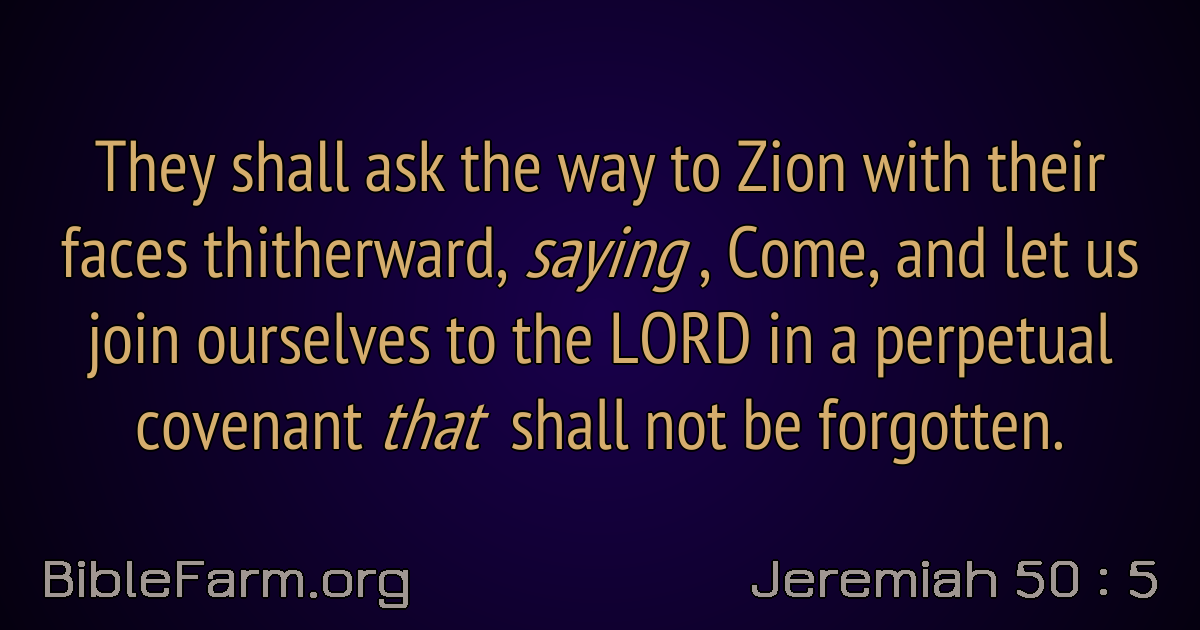 They shall ask the way to Zion with their
faces thitherward, saying , Come, and let us
join ourselves to the LORD in a perpetual
covenant that shall not be forgotten.
BibleFarm.org
Jeremiah 50 : 5